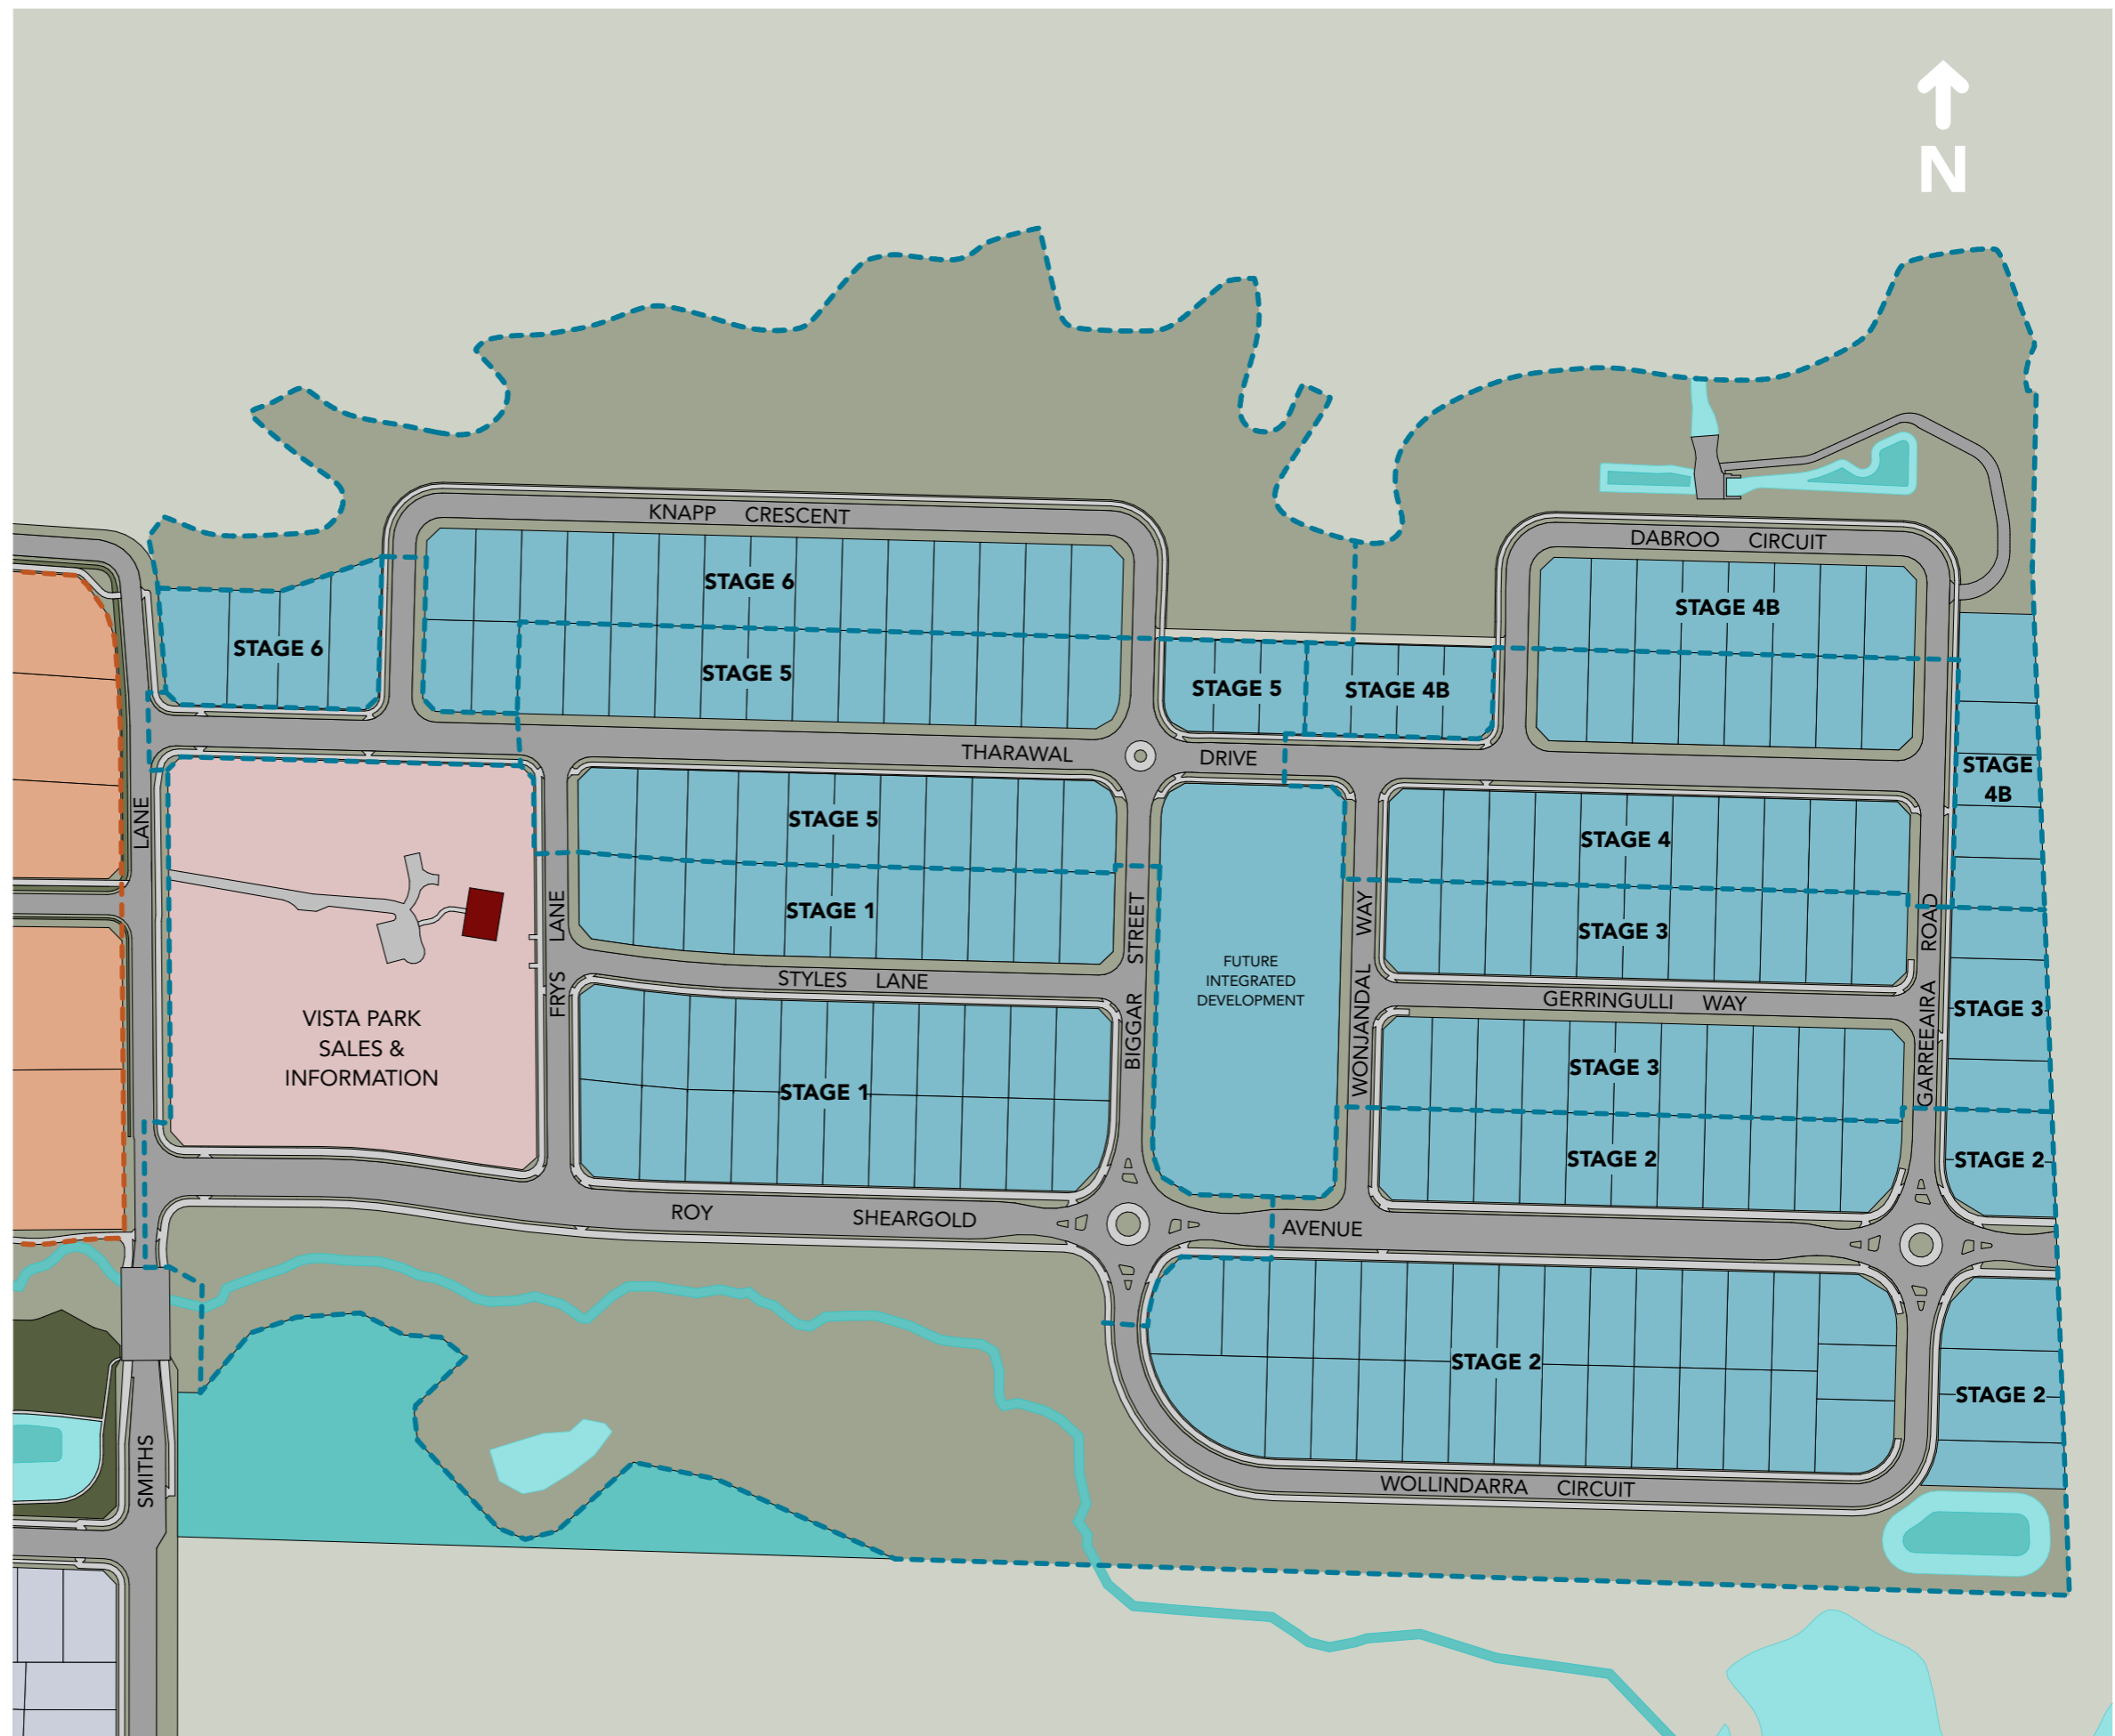 N
KNAPP CRESCENT
DABROO CIRCUIT
STAGE 6
STAGE 4B
STAGE 6
STAGE 5
STAGE 5
STAGE 4B
THARAWAL DRIVE
STAGE
4B
LANE
STAGE 5
STAGE 4
STAGE 1
STAGE 3
FRYS LANE
BIGGAR STREET
WONJANDAL WAY
GARREEAIRA ROAD
FUTURE
INTEGRATED
DEVELOPMENT
STYLES LANE
GERRINGULLI WAY
STAGE 3
VISTA PARK
SALES &
INFORMATION
STAGE 3
STAGE 1
STAGE 2
STAGE 2
ROY SHEARGOLD AVENUE
STAGE 2
STAGE 2
SMITHS
WOLLINDARRA CIRCUIT